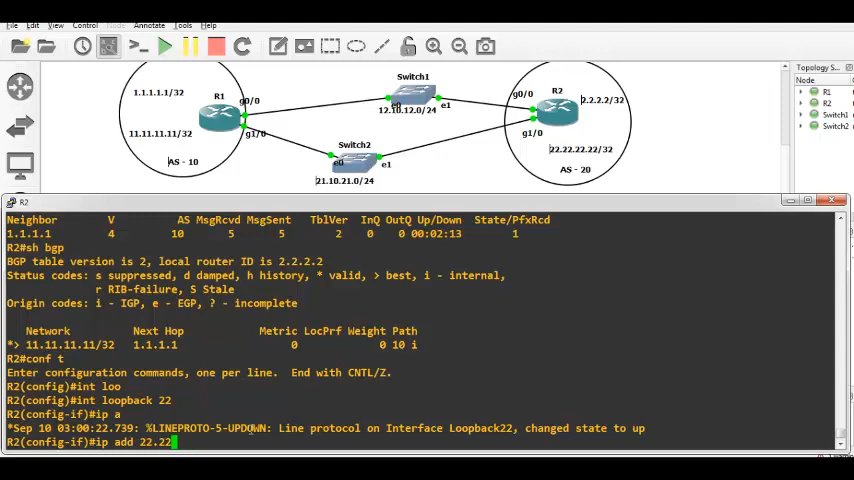 File Edit View Control Annotate Tools Help
Topology S...
Node
R1
R2
Switch1
Switch2
1.1.1.1/32
R1
g0/0
11.11.11.11/32
g1/0
AS - 10
Switch1
e0
e1
12.10.12.0/24
Switch2
e0
e1
21.10.21.0/24
R2
g0/0
2.2.2.2/32
g1/0
22.22.22.22/32
AS - 20
R2
Neighbor V AS MsgRcvd MsgSent TblVer InQ OutQ Up/Down State/PfxRcd
1.1.1.1 4 10 5 5 2 0 0 00:02:13 1
R2#sh bgp
BGP table version is 2, local router ID is 2.2.2.2
Status codes: s suppressed, d damped, h history, * valid, > best, i - internal,
r RIB-failure, S Stale
Origin codes: i - IGP, e - EGP, ? - incomplete
Network Next Hop Metric LocPrf Weight Path
*> 11.11.11.11/32 1.1.1.1 0 0 10 i
R2#conf t
Enter configuration commands, one per line. End with CNTL/Z.
R2(config)#int loo
R2(config)#int loopback 22
R2(config-if)#ip a
*Sep 10 03:00:22.739: %LINEPROTO-5-UPDOWN: Line protocol on Interface Loopback22, changed state to up
R2(config-if)#ip add 22.22